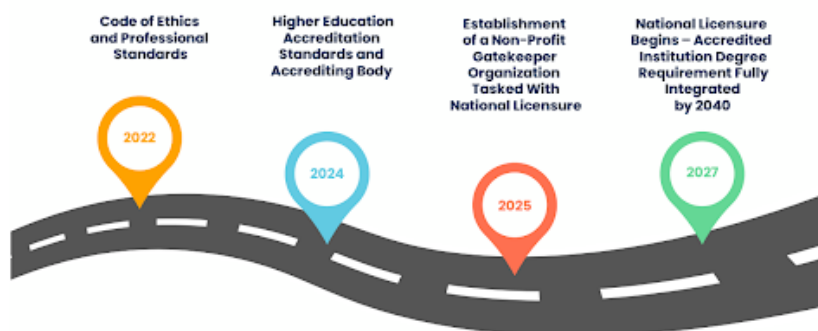 Code of Ethics
and Professional
Standards
2022
Higher Education
Accreditation
Standards and
Accrediting Body
2024
Establishment
of a Non-Profit
Gatekeeper
Organization
Tasked With
National Licensure
2025
National Licensure
Begins – Accredited
Institution Degree
Requirement Fully
Integrated
by 2040
2027